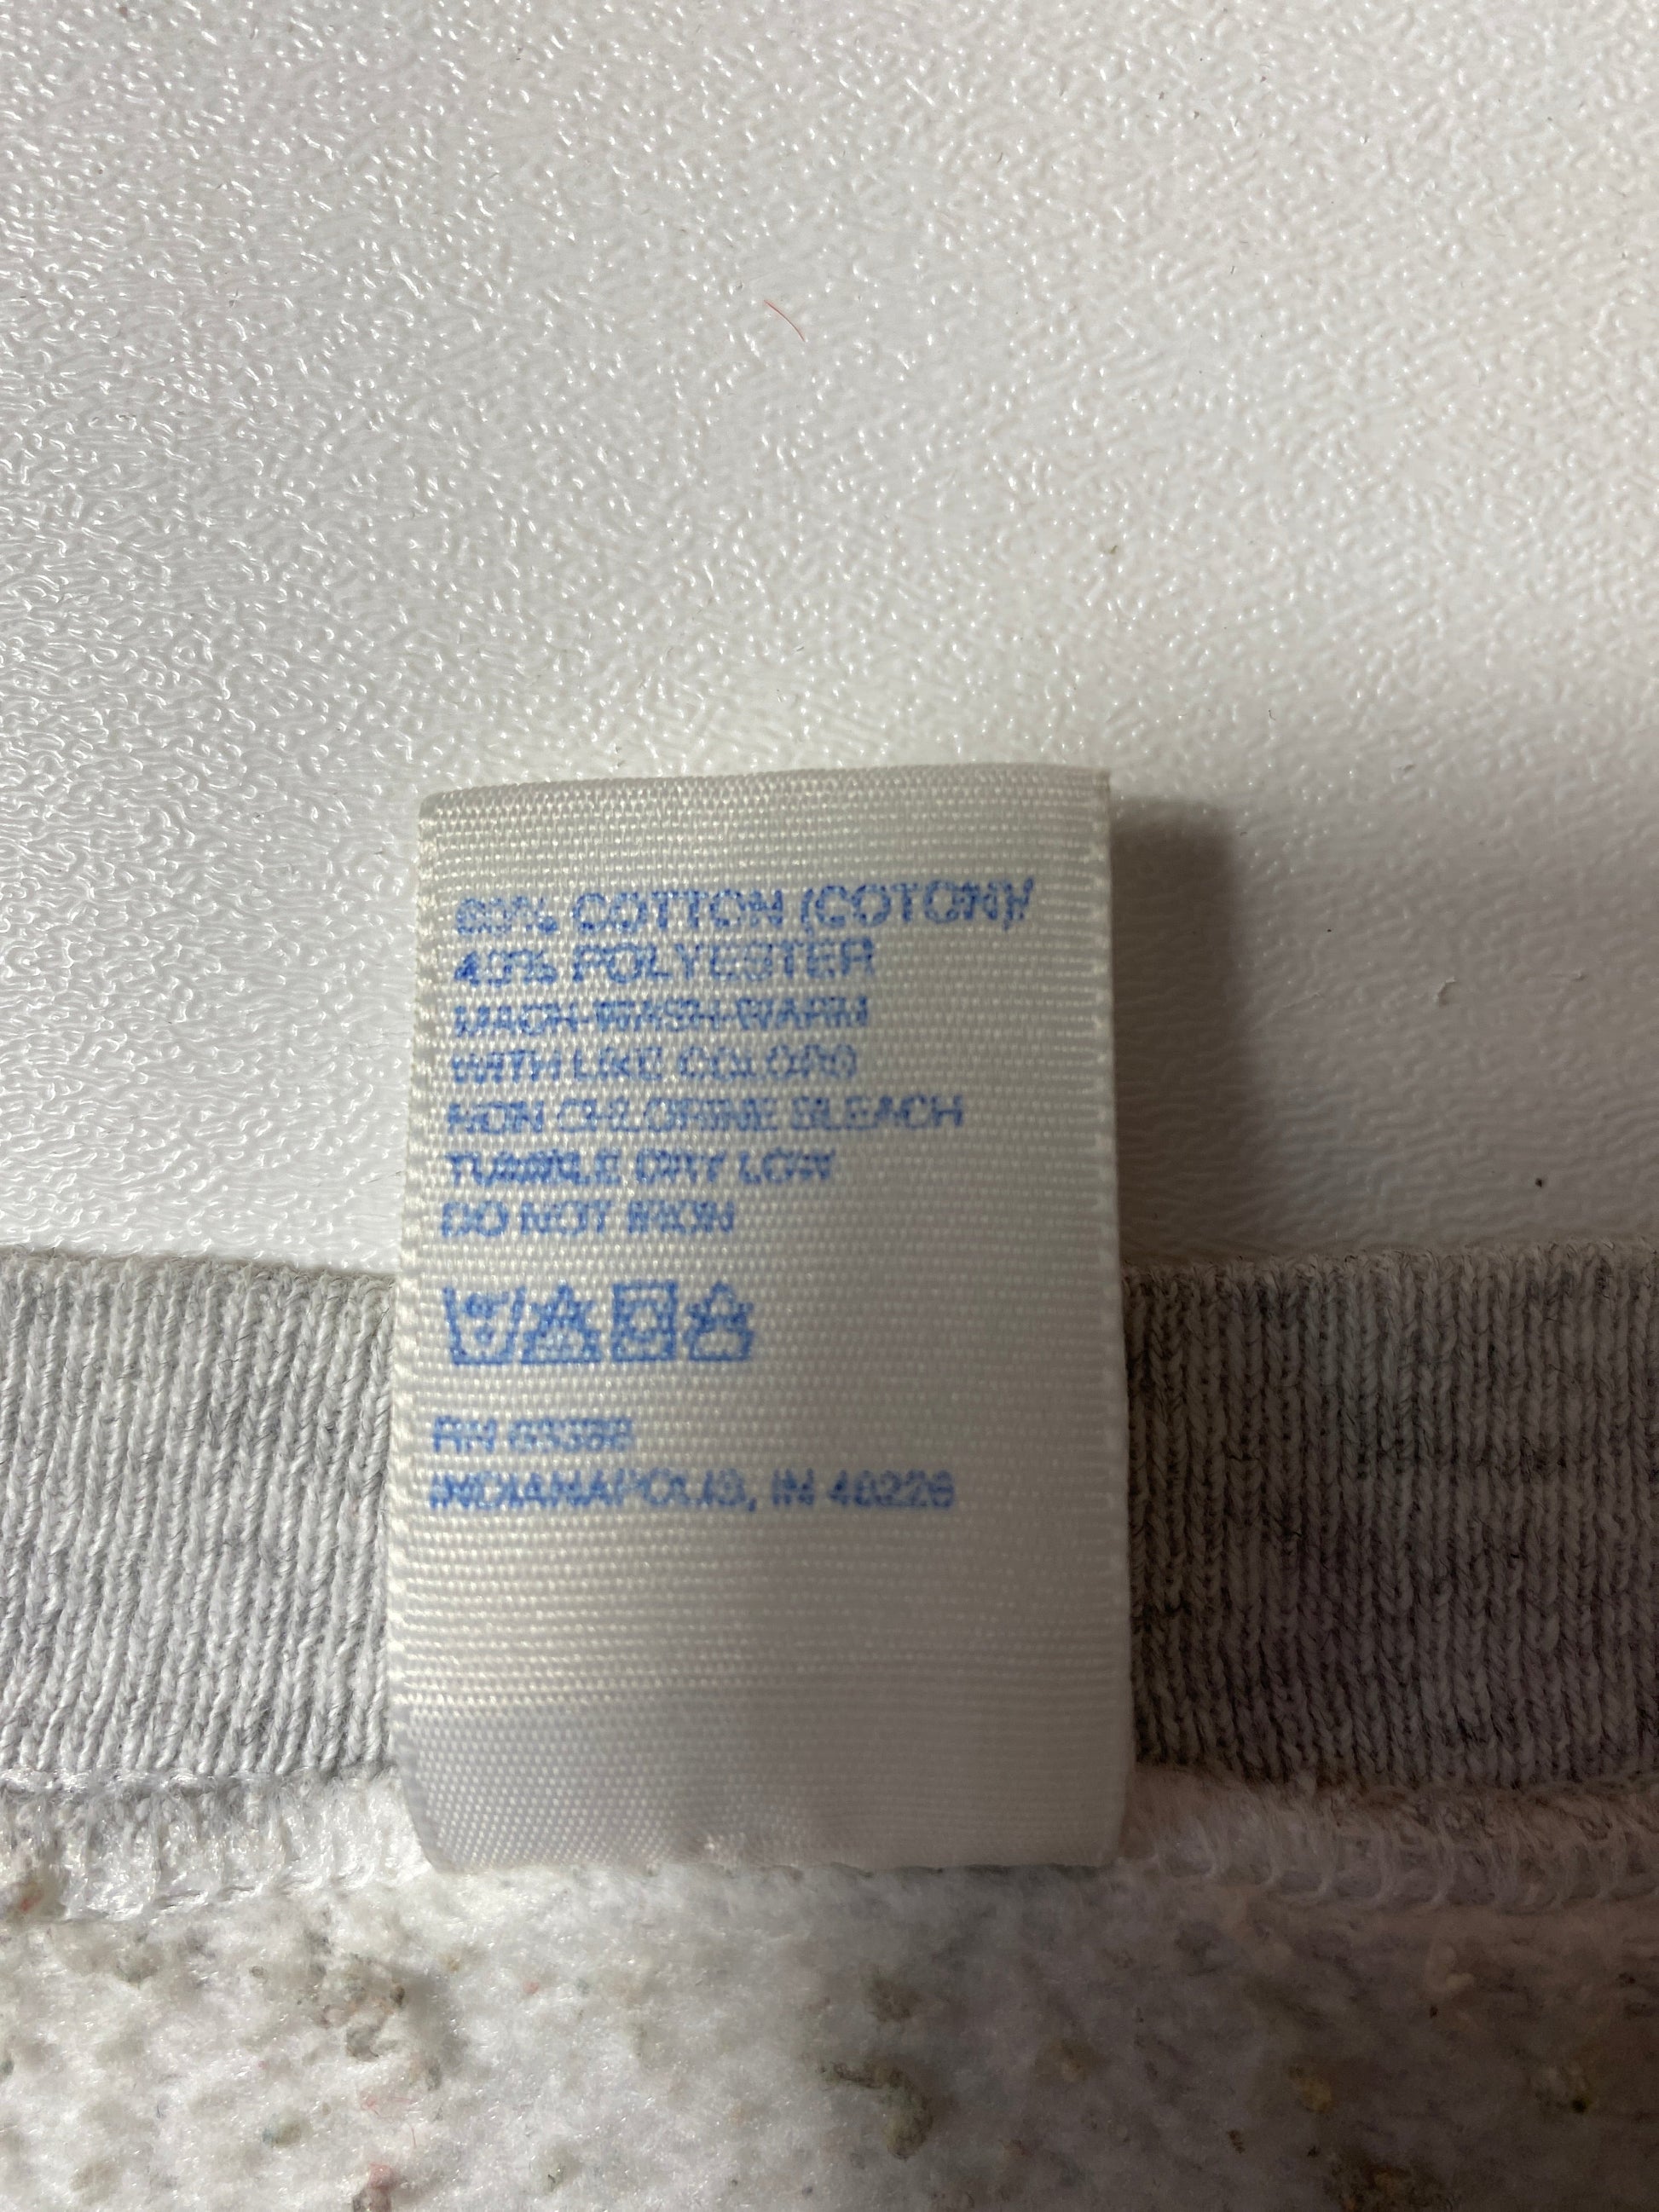 60% COTTON (COTON)/
40% POLYESTER
MACH WASH WARM
WITH LIKE COLORS
NON CHLORINE BLEACH
TUMBLE DRY LOW
DO NOT IRON
RN
INDIANAPOLIS, IN 46226